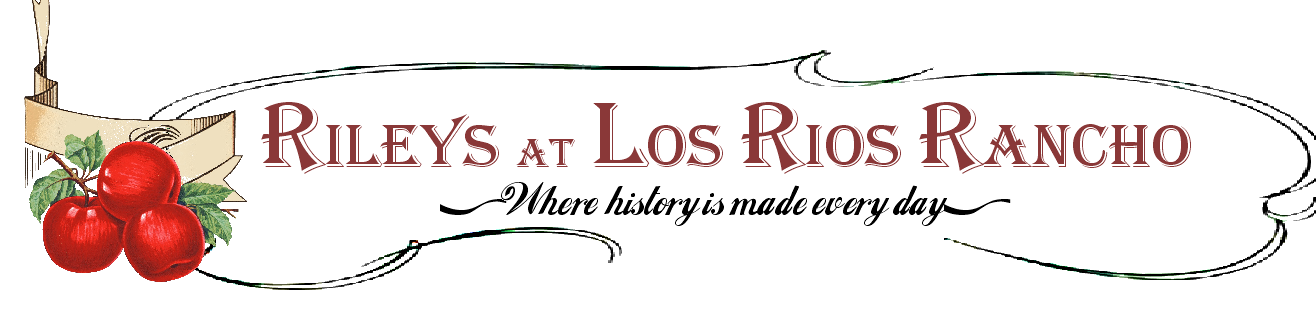 Rileys at Los Rios Rancho
Where history is made every day